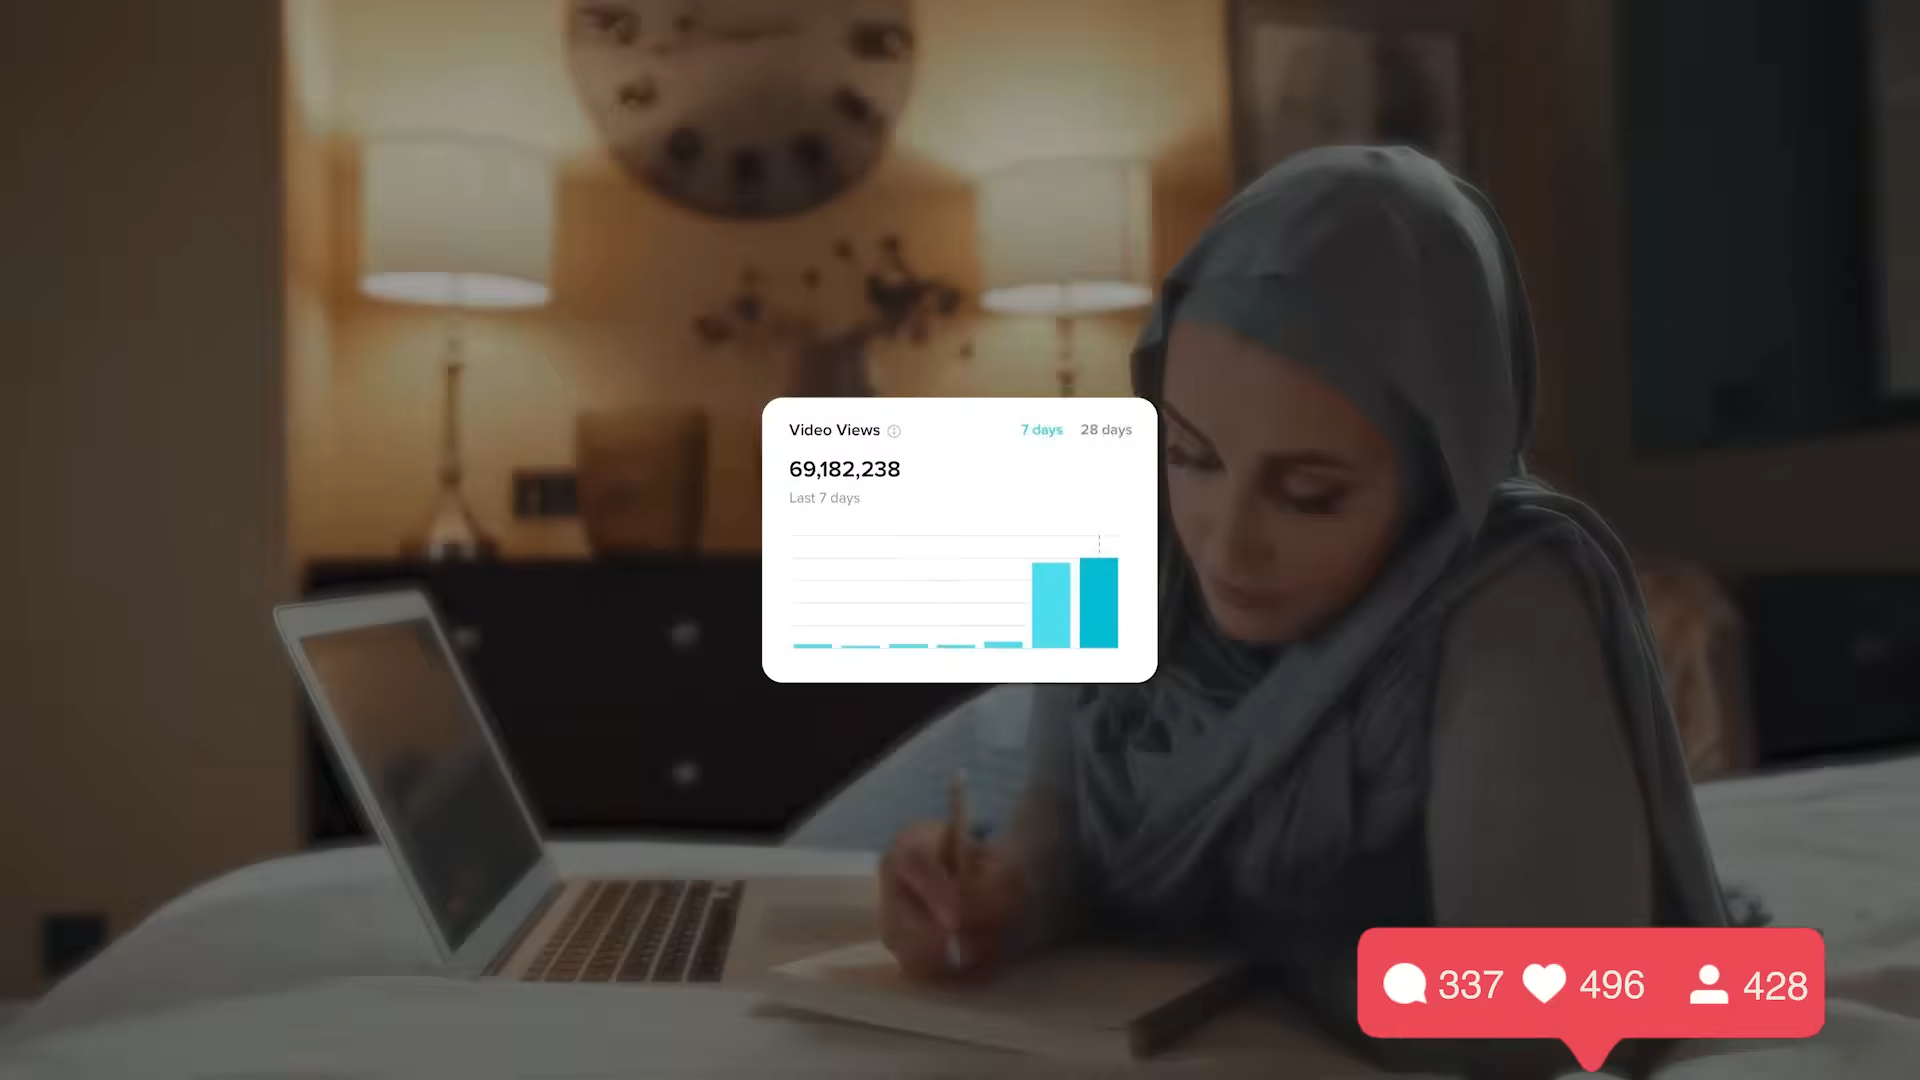 Video Views
7 days 28 days
69,182,238
Last 7 days
337 496 428